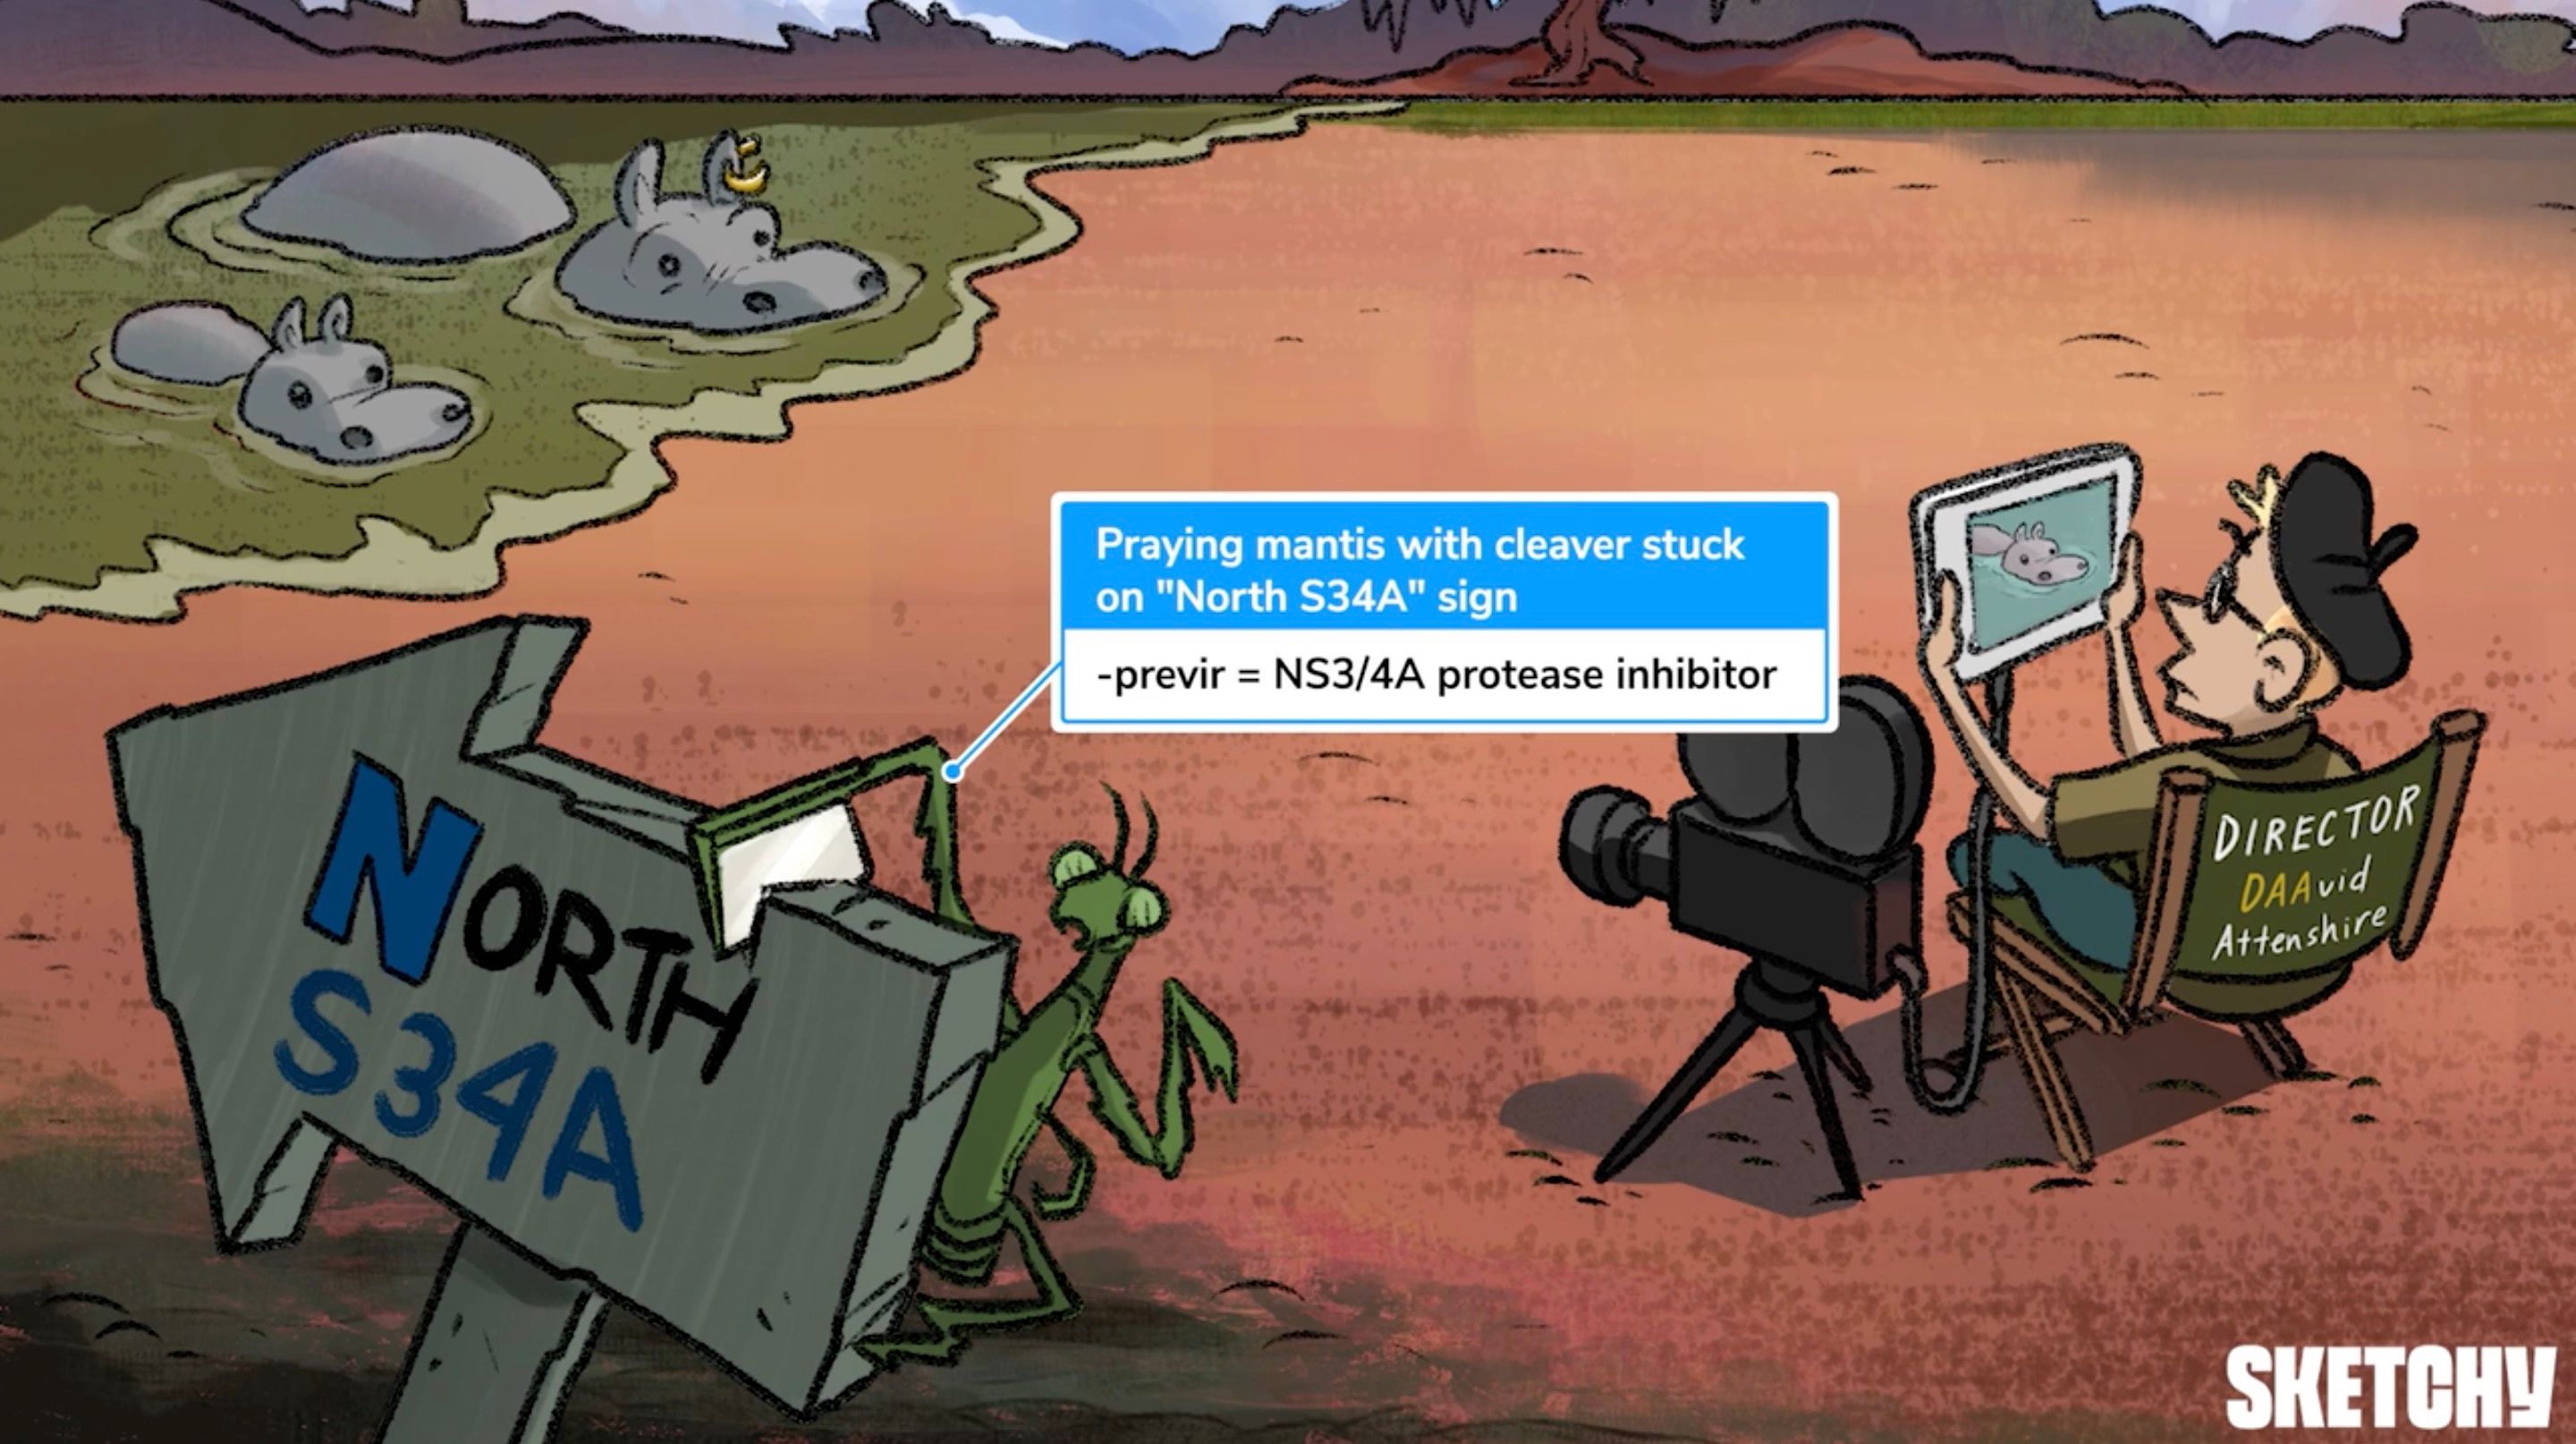 Praying mantis with cleaver stuck
on "North S34A" sign
-previr = NS3/4A protease inhibitor
NORTH
S34A
DIRECTOR
DAAvid
Attenshire
SKETCHY